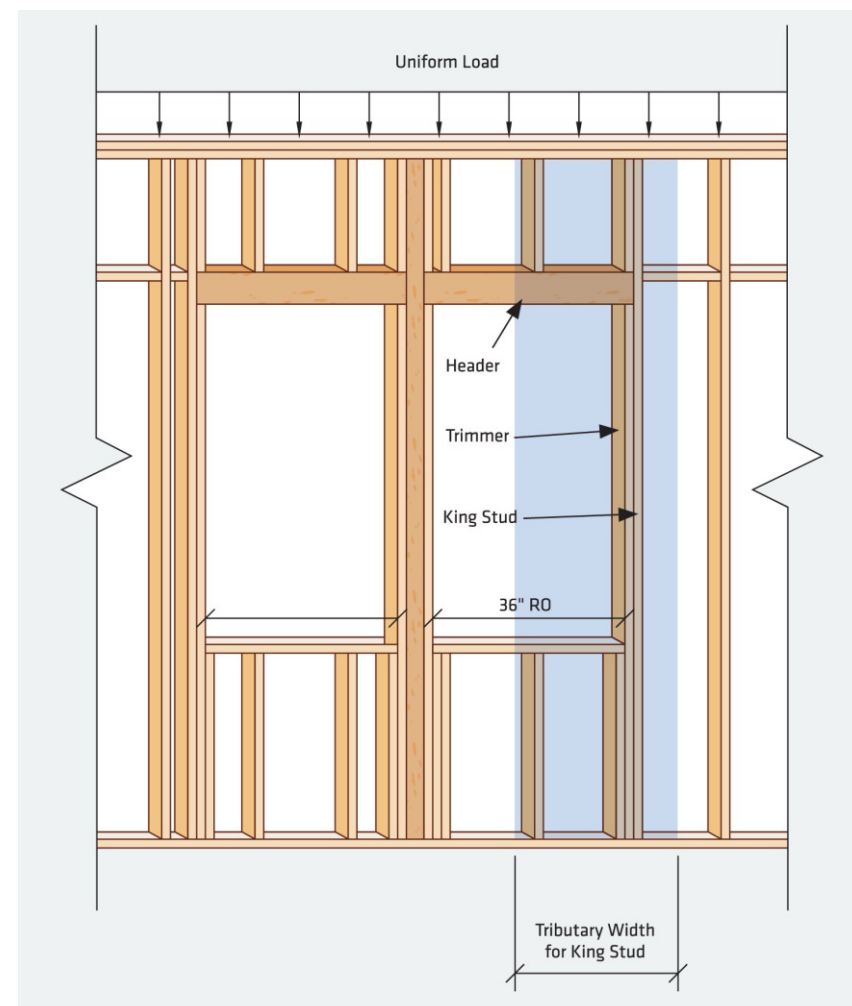 Uniform Load
Header
Trimmer
King Stud
36" RO
Tributary Width
for King Stud